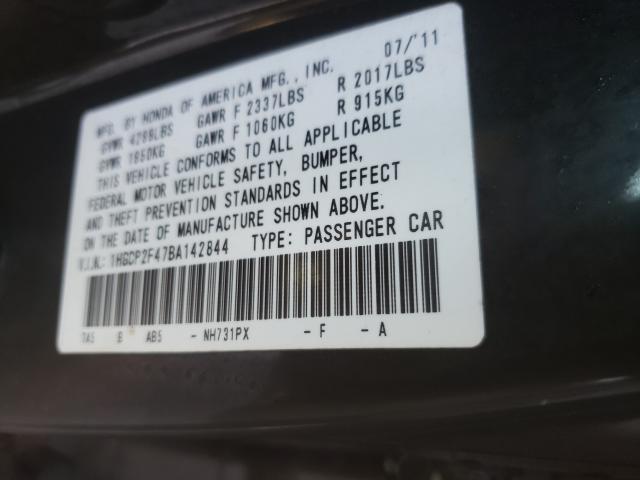 MFD. BY HONDA OF AMERICA MFG., INC. 07/'11
GVWR 4299LBS GAWR F 2337LBS R 2017LBS
GVWR 1950KG GAWR F 1060KG R 915KG
THIS VEHICLE CONFORMS TO ALL APPLICABLE
FEDERAL MOTOR VEHICLE SAFETY, BUMPER,
AND THEFT PREVENTION STANDARDS IN EFFECT
ON THE DATE OF MANUFACTURE SHOWN ABOVE.
V.I.N.: 1HGCP2F47BA142844 TYPE: PASSENGER CAR
TA5 B AB5 - NH731PX - F - A